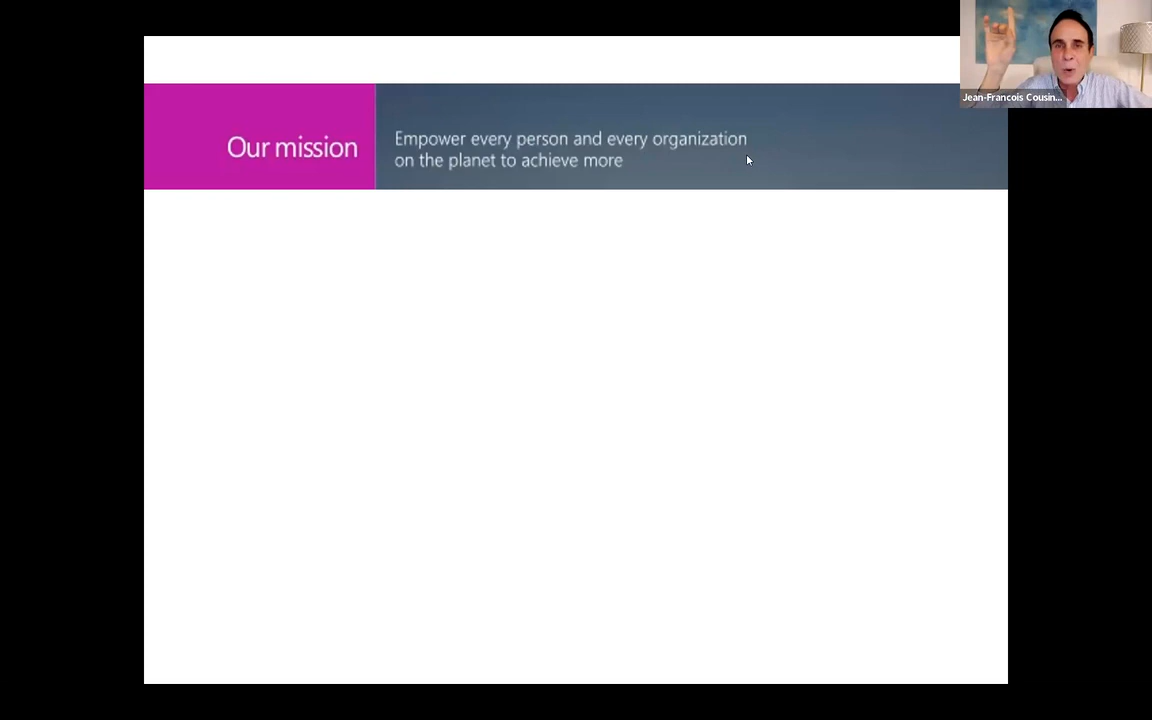 Our mission
Empower every person and every organization
on the planet to achieve more
Jean-Francois Cousin...